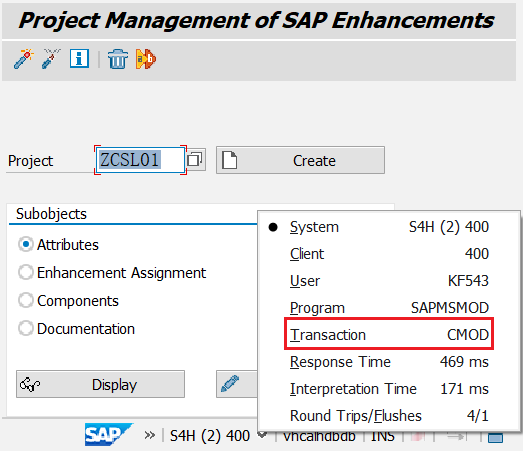 Project Management of SAP Enhancements
Project ZCSL01 Create
Subobjects
Attributes
Enhancement Assignment
Components
Documentation
Display
System S4H (2) 400
Client 400
User KF543
Program SAPMSMOD
Transaction CMOD
Response Time 469 ms
Interpretation Time 171 ms
Round Trips/Flushes 4/1
SAP S4H (2) 400 vhcalhdbdb INS